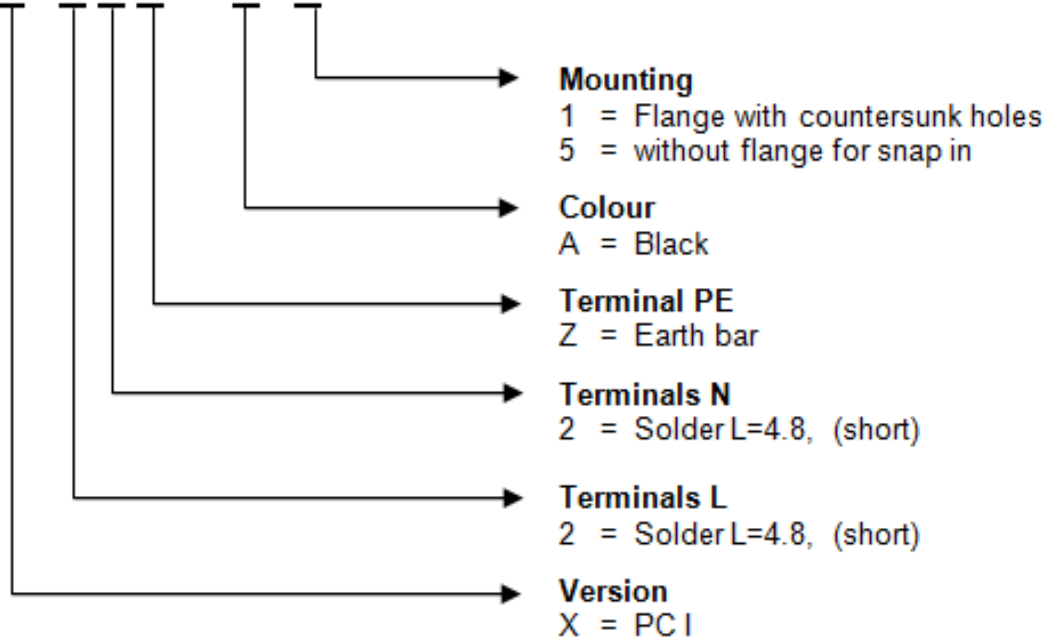 Mounting
1 = Flange with countersunk holes
5 = without flange for snap in
Colour
A = Black
Terminal PE
Z = Earth bar
Terminals N
2 = Solder L=4.8, (short)
Terminals L
2 = Solder L=4.8, (short)
Version
X = PC I